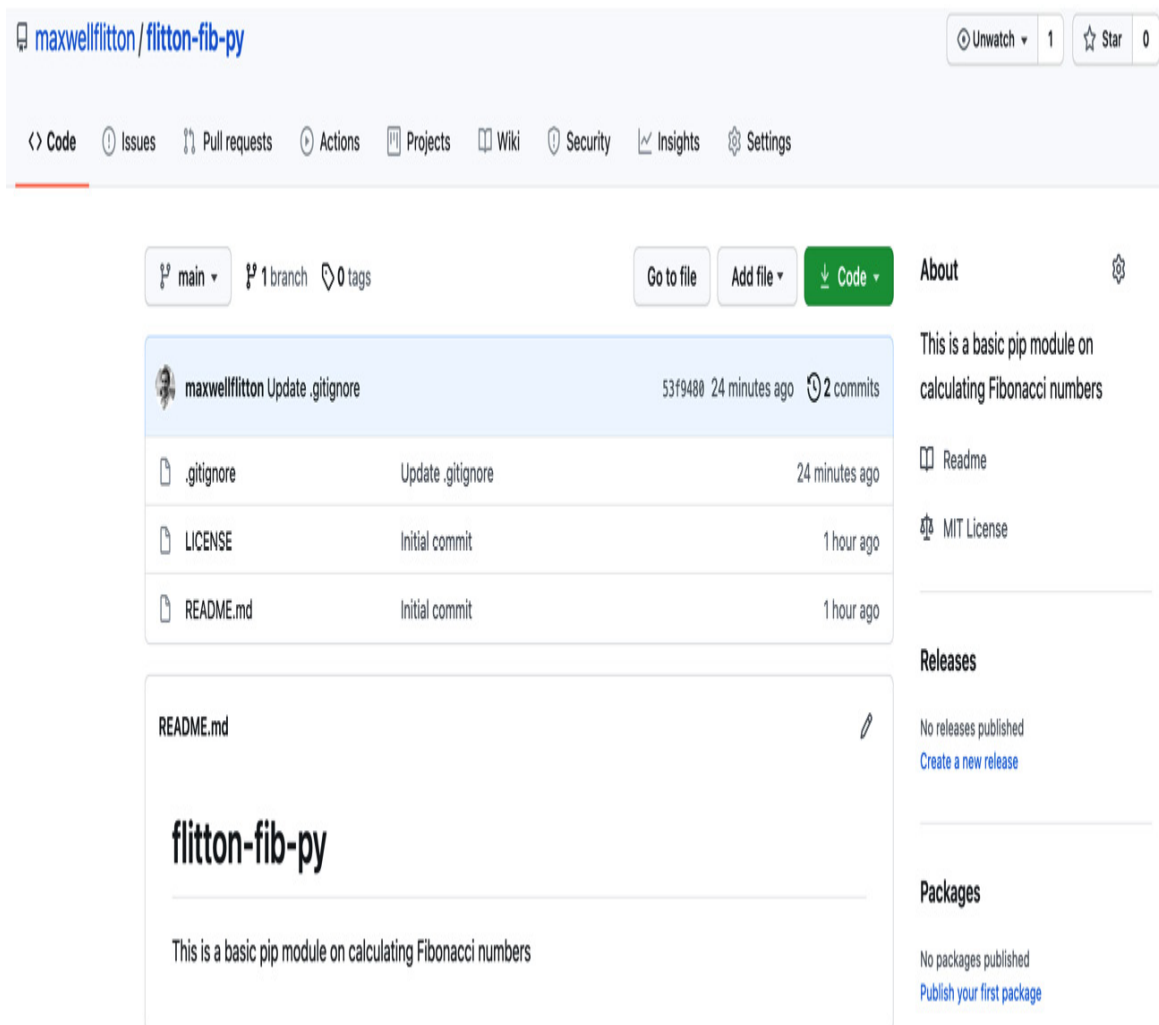 maxwellflitton/flitton-fib-py
Unwatch 1 Star 0
Code Issues Pull requests Actions Projects Wiki Security Insights Settings
main 1 branch 0 tags Go to file Add file Code
maxwellflitton Update .gitignore 53f9480 24 minutes ago 2 commits
.gitignore Update .gitignore 24 minutes ago
LICENSE Initial commit 1 hour ago
README.md Initial commit 1 hour ago
README.md
flitton-fib-py
This is a basic pip module on calculating Fibonacci numbers
About
This is a basic pip module on
calculating Fibonacci numbers
Readme
MIT License
Releases
No releases published
Create a new release
Packages
No packages published
Publish your first package